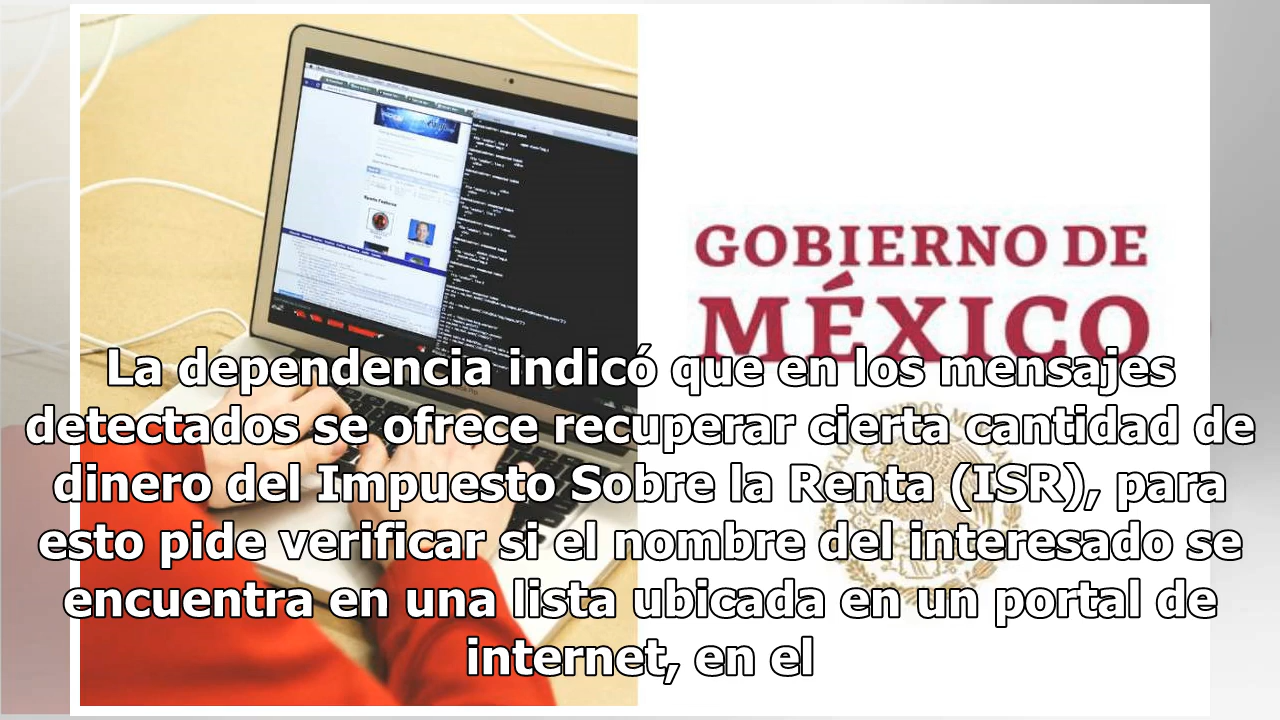 GOBIERNO DE
MÉXICO
La dependencia indicó que en los mensajes
detectados se ofrece recuperar cierta cantidad de
dinero del Impuesto Sobre la Renta (ISR), para
esto pide verificar si el nombre del interesado se
encuentra en una lista ubicada en un portal de
internet, en el